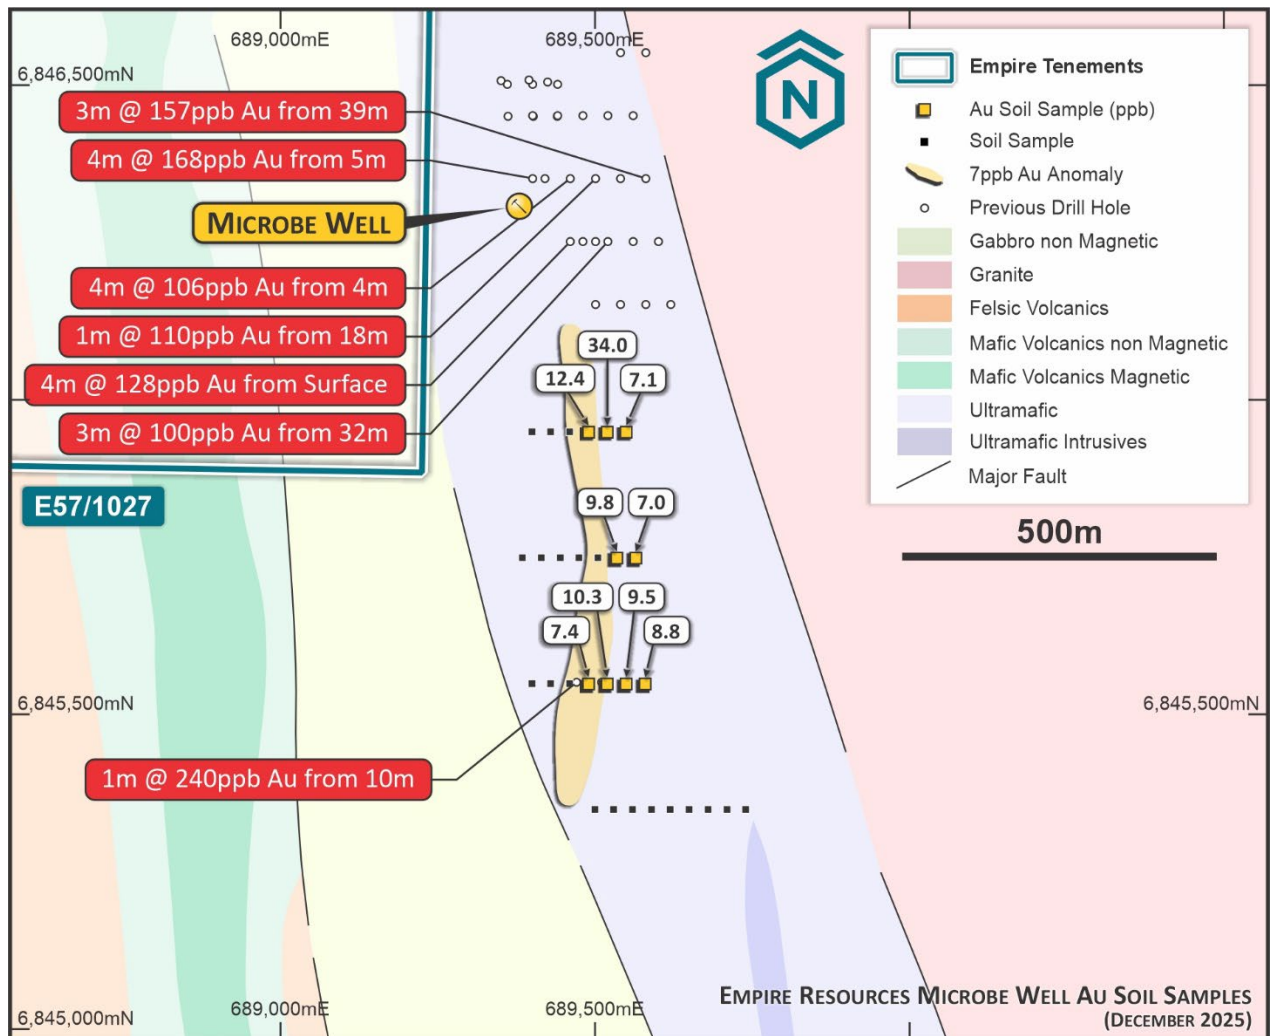 689,000mE
689,500mE
6,846,500mN
3m @ 157ppb Au from 39m
4m @ 168ppb Au from 5m
MICROBE WELL
4m @ 106ppb Au from 4m
1m @ 110ppb Au from 18m
4m @ 128ppb Au from Surface
3m @ 100ppb Au from 32m
E57/1027
N
Empire Tenements
Au Soil Sample (ppb)
Soil Sample
7ppb Au Anomaly
Previous Drill Hole
Gabbro non Magnetic
Granite
Felsic Volcanics
Mafic Volcanics non Magnetic
Mafic Volcanics Magnetic
Ultramafic
Ultramafic Intrusives
Major Fault
500m
34.0
12.4
7.1
9.8
7.0
10.3
9.5
7.4
8.8
6,845,500mN
6,845,500mN
1m @ 240ppb Au from 10m
6,845,000mN
689,000mE
689,500mE
EMPIRE RESOURCES MICROBE WELL AU SOIL SAMPLES
(DECEMBER 2025)